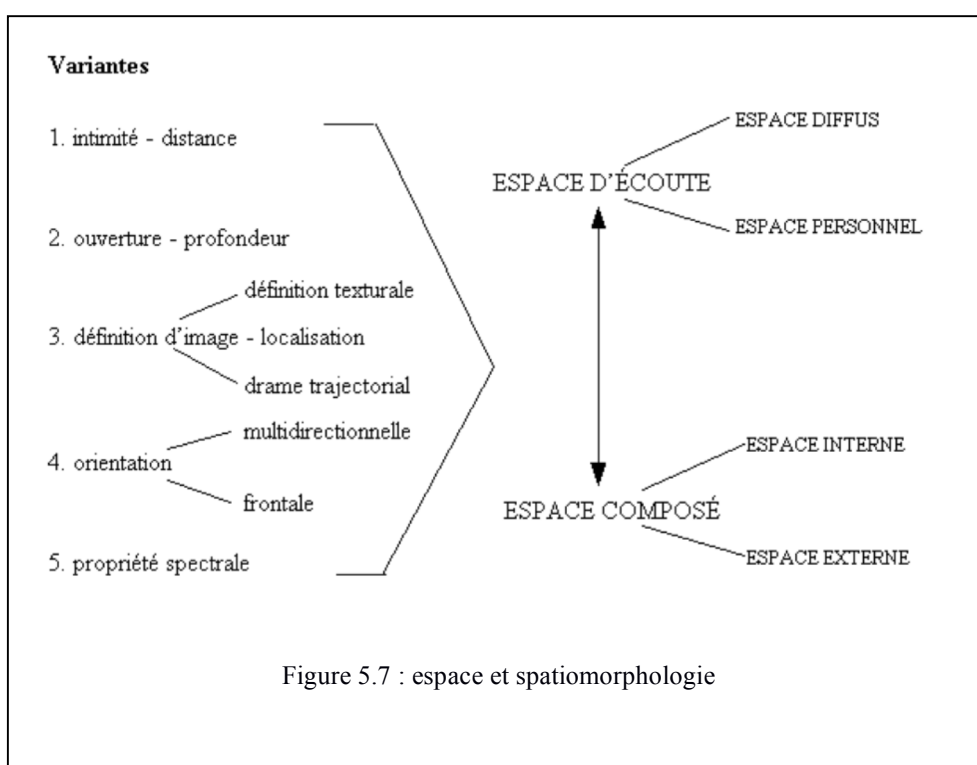 Variantes
1. intimité - distance
2. ouverture - profondeur
définition texturale
3. définition d'image - localisation
drame trajectorial
multidirectionnelle
4. orientation
frontale
5. propriété spectrale
ESPACE DIFFUS
ESPACE D'ÉCOUTE
ESPACE PERSONNEL
ESPACE INTERNE
ESPACE COMPOSÉ
ESPACE EXTERNE
Figure 5.7 : espace et spatiomorphologie